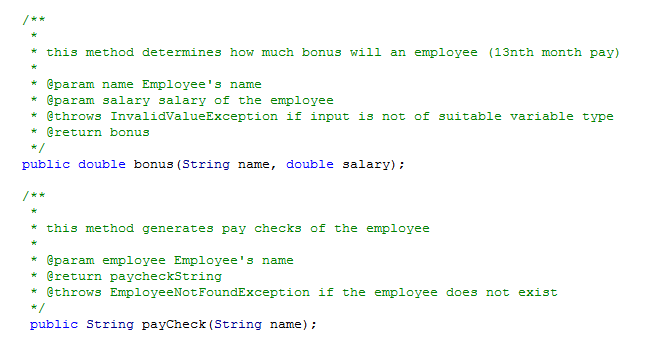 /**
*
* this method determines how much bonus will an employee (13nth month pay)
*
* @param name Employee's name
* @param salary salary of the employee
* @throws InvalidValueException if input is not of suitable variable type
* @return bonus
*/
public double bonus(String name, double salary);
/**
*
* this method generates pay checks of the employee
*
* @param employee Employee's name
* @return paycheckString
* @throws EmployeeNotFoundException if the employee does not exist
*/
public String payCheck(String name);